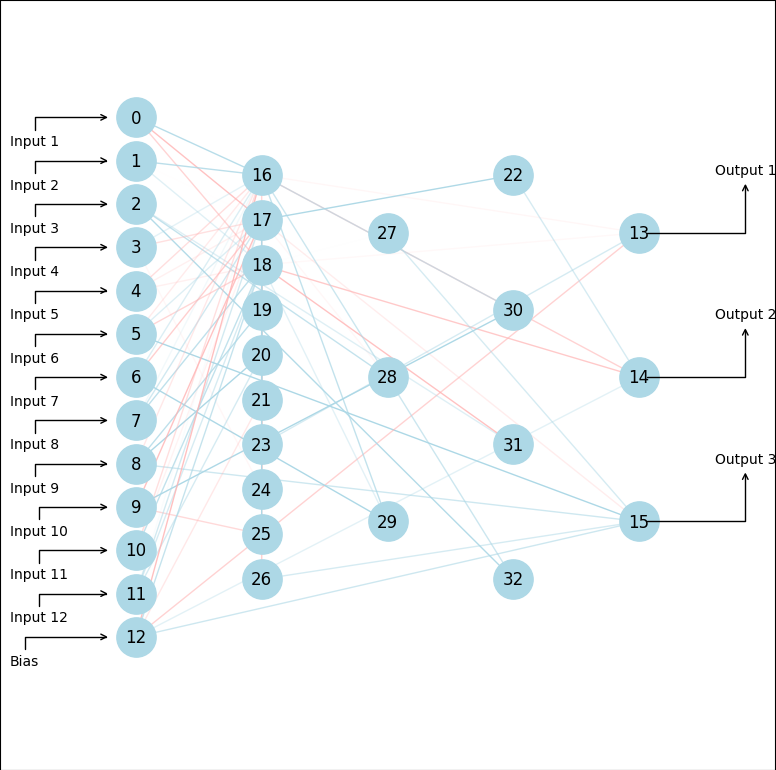 0
Input 1
1
Input 2
2
Input 3
3
Input 4
4
Input 5
5
Input 6
6
Input 7
7
Input 8
8
Input 9
9
Input 10
10
Input 11
11
Input 12
12
Bias
16
17
18
19
20
21
23
24
25
26
27
28
29
22
30
31
32
13
14
15
Output 1
Output 2
Output 3